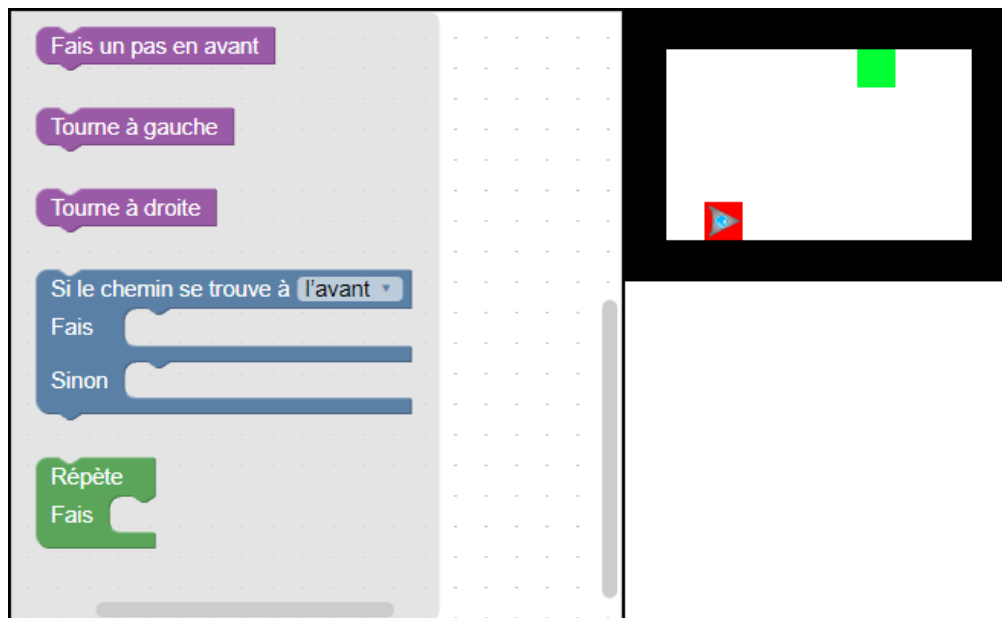 Fais un pas en avant
Tourne à gauche
Tourne à droite
Si le chemin se trouve à l'avant
Fais
Sinon
Répète
Fais